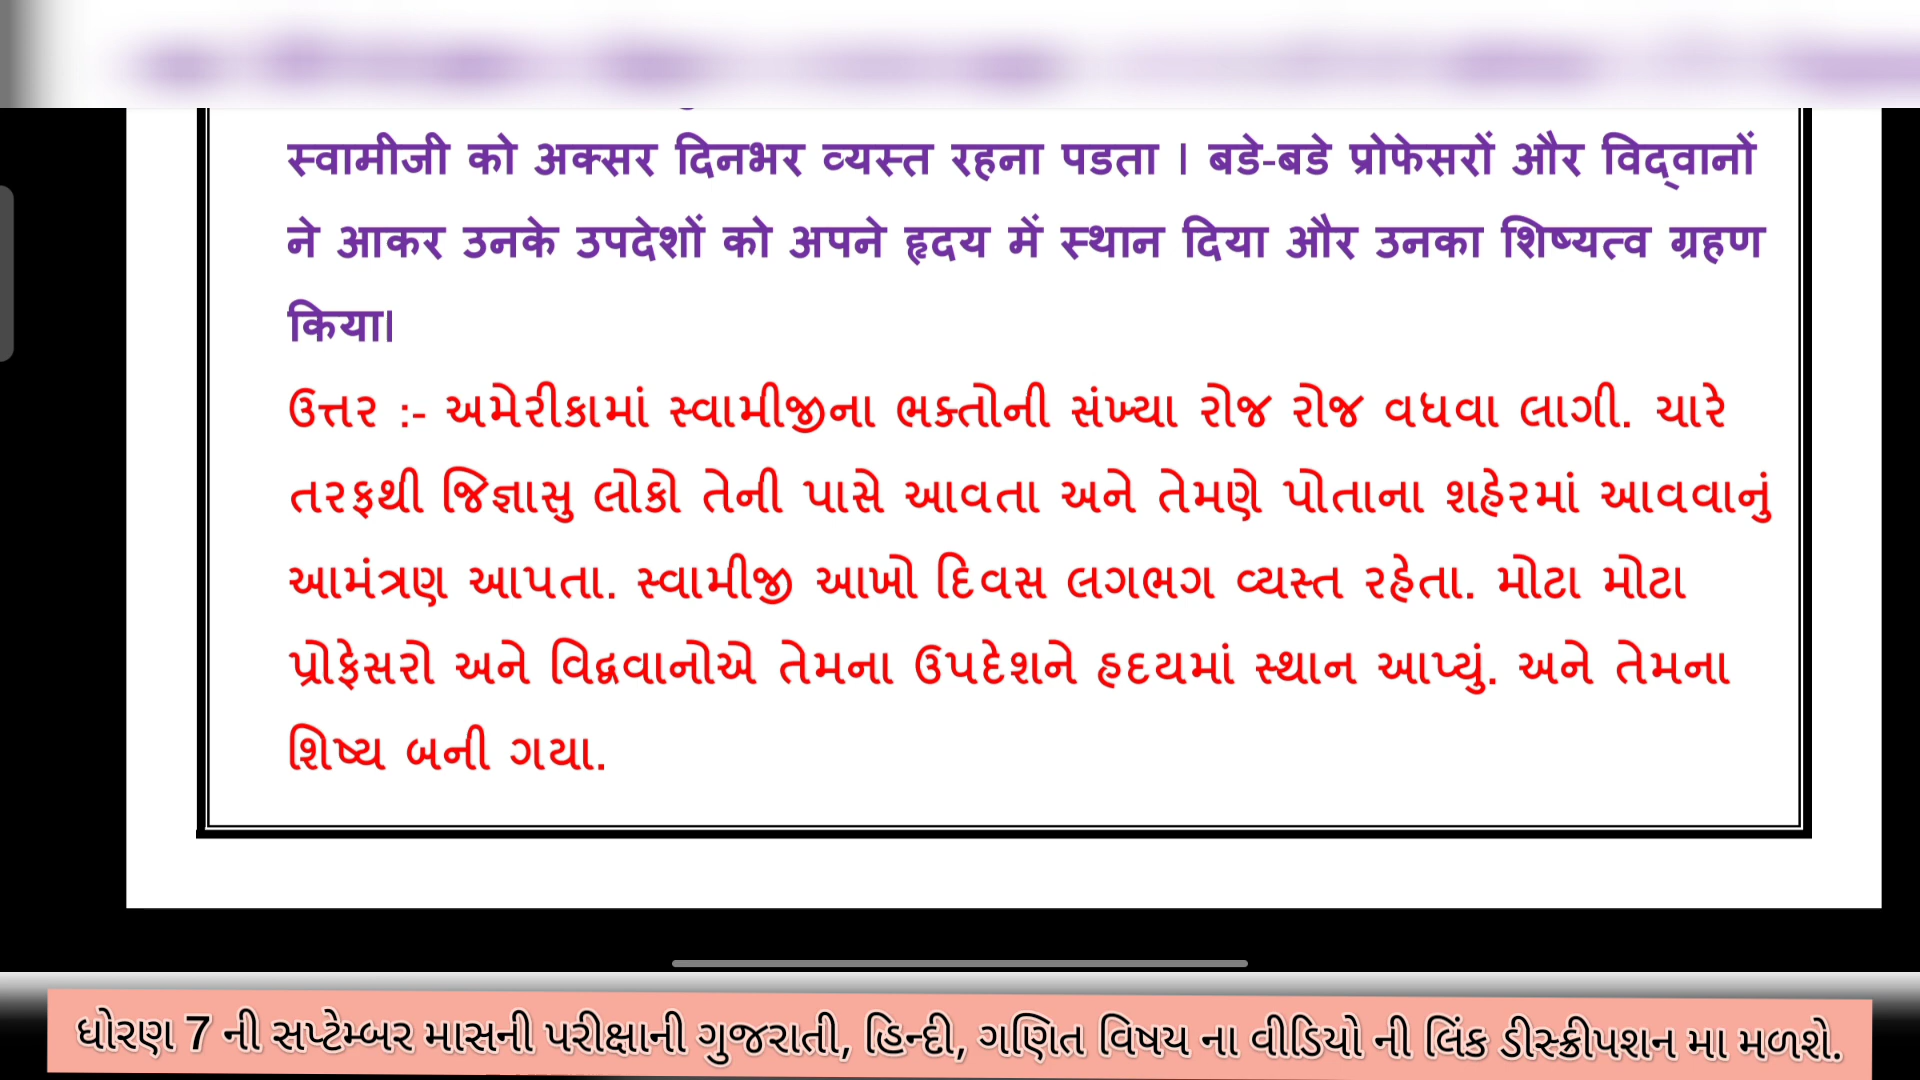 स्वामीजी को अक्सर दिनभर व्यस्त रहना पडता । बडे-बडे प्रोफेसरों और विद्‌वानों
ने आकर उनके उपदेशों को अपने हृदय में स्थान दिया और उनका शिष्यत्व ग्रहण
किया।
ઉત્તર :- અમેરીકામાં સ્વામીજીના ભક્તોની સંખ્યા રોજ રોજ વધવા લાગી. ચારે
તરફથી જિજ્ઞાસુ લોકો તેની પાસે આવતા અને તેમણે પોતાના શહેરમાં આવવાનું
આમંત્રણ આપતા. સ્વામીજી આખો દિવસ લગભગ વ્યસ્ત રહેતા. મોટા મોટા
પ્રોફેસરો અને વિદ્વવાનોએ તેમના ઉપદેશને હદયમાં સ્થાન આપ્યું. અને તેમના
શિષ્ય બની ગયા.
ધોરણ 7 ની સપ્ટેમ્બર માસની પરીક્ષાની ગુજરાતી, હિન્દી, ગણિત વિષય ના વીડિયો ની લિંક ડીસ્ક્રીપશન મા મળશે.